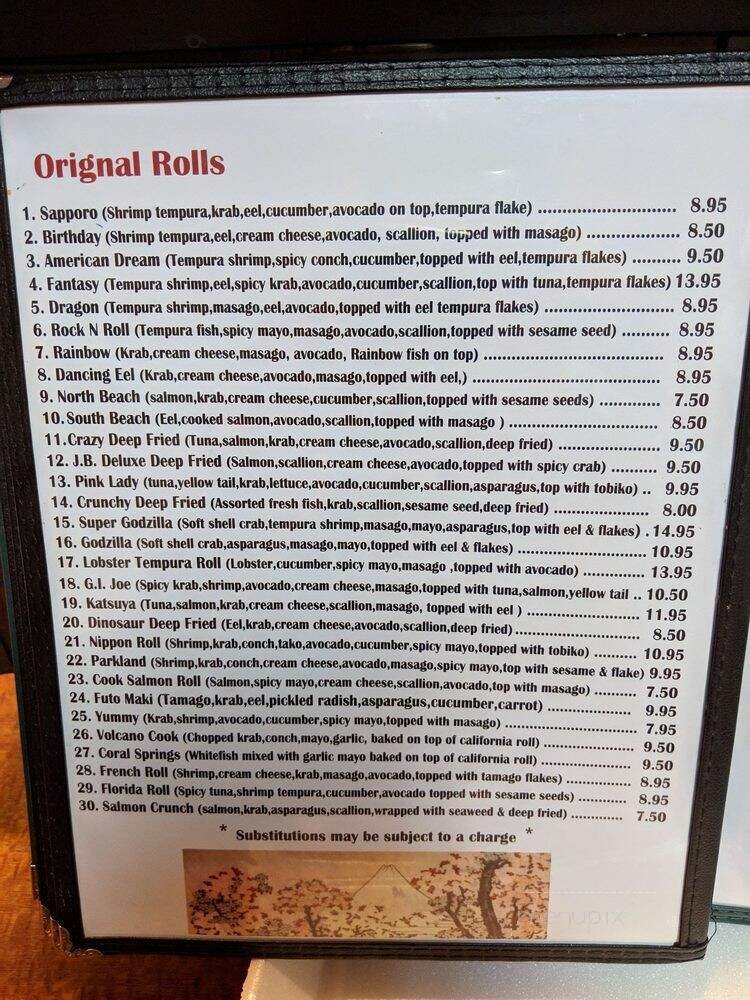 Orignal Rolls
1. Sapporo (Shrimp tempura,krab,eel,cucumber,avocado on top,tempura flake) ............................ 8.95
2. Birthday (Shrimp tempura,eel,cream cheese,avocado, scallion, topped with masago) ................... 8.50
3. American Dream (Tempura shrimp,spicy conch,cucumber,topped with eel,tempura flakes) .......... 9.50
4. Fantasy (Tempura shrimp,eel,spicy krab,avocado,cucumber,scallion,top with tuna,tempura flakes) 13.95
5. Dragon (Tempura shrimp,masago,eel,avocado,topped with eel tempura flakes) ........................... 8.95
6. Rock N Roll (Tempura fish,spicy mayo,masago,avocado,scallion,topped with sesame seed) .......... 8.95
7. Rainbow (Krab,cream cheese,masago, avocado, Rainbow fish on top) ...................................... 8.95
8. Dancing Eel (Krab,cream cheese,avocado,masago,topped with eel,) ........................................ 8.95
9. North Beach (salmon,krab,cream cheese,cucumber,scallion,topped with sesame seeds) ............. 7.50
10.South Beach (Eel,cooked salmon,avocado,scallion,topped with masago ) ................................... 8.50
11.Crazy Deep Fried (Tuna,salmon,krab,cream cheese,avocado,scallion,deep fried) ...................... 9.50
12. J.B. Deluxe Deep Fried (Salmon,scallion,cream cheese,avocado,topped with spicy crab) .......... 9.50
13. Pink Lady (tuna,yellow tail,krab,lettuce,avocado,cucumber,scallion,asparagus,top with tobiko) .. 9.95
14. Crunchy Deep Fried (Assorted fresh fish,krab,scallion,sesame seed,deep fried) ...................... 8.00
15. Super Godzilla (Soft shell crab,tempura shrimp,masago,mayo,asparagus,top with eel & flakes) . 14.95
16. Godzilla (Soft shell crab,asparagus,masago,mayo,topped with eel & flakes) ............................ 10.95
17. Lobster Tempura Roll (Lobster,cucumber,spicy mayo,masago ,topped with avocado) .............. 13.95
18. G.I. Joe (Spicy krab,shrimp,avocado,cream cheese,masago,topped with tuna,salmon,yellow tail .. 10.50
19. Katsuya (Tuna,salmon,krab,cream cheese,scallion,masago, topped with eel ) .......................... 11.95
20. Dinosaur Deep Fried (Eel,krab,cream cheese,avocado,scallion,deep fried) ............................ 8.50
21. Nippon Roll (Shrimp,krab,conch,tako,avocado,cucumber,spicy mayo,topped with tobiko) .......... 10.95
22. Parkland (Shrimp,krab,conch,cream cheese,avocado,masago,spicy mayo,top with sesame & flake) 9.95
23. Cook Salmon Roll (Salmon,spicy mayo,cream cheese,scallion,avocado,top with masago) .......... 7.50
24. Futo Maki (Tamago,krab,eel,pickled radish,asparagus,cucumber,carrot) ...................... 9.95
25. Yummy (Krab,shrimp,avocado,cucumber,spicy mayo,topped with masago) ............................... 7.95
26. Volcano Cook (Chopped krab,conch,mayo,garlic, baked on top of california roll) ...................... 9.50
27. Coral Springs (Whitefish mixed with garlic mayo baked on top of california roll) ...................... 9.50
28. French Roll (Shrimp,cream cheese,krab,masago,avocado,topped with tamago flakes) ................ 8.95
29. Florida Roll (Spicy tuna,shrimp tempura,cucumber,avocado topped with sesame seeds) ............ 8.95
30. Salmon Crunch (salmon,krab,asparagus,scallion,wrapped with seaweed & deep fried) ............. 7.50
* Substitutions may be subject to a charge *